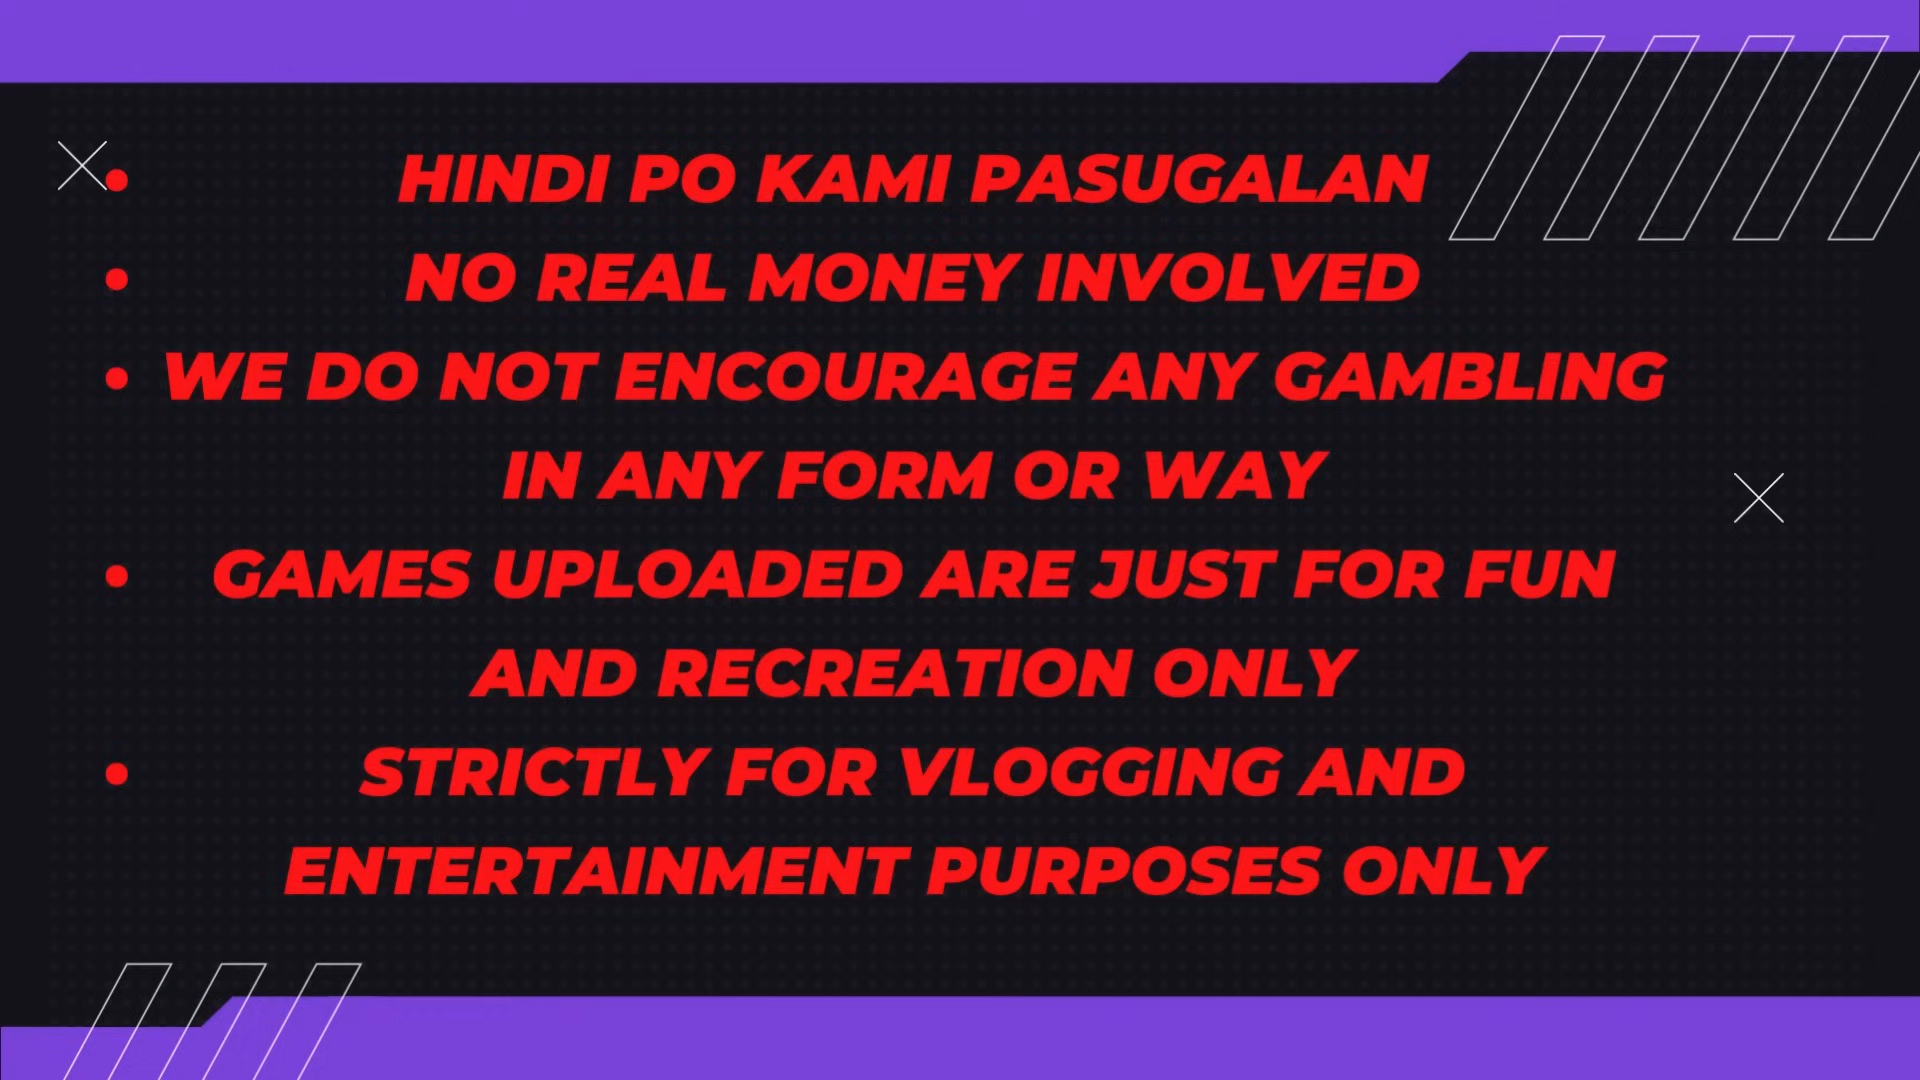 HINDI PO KAMI PASUGALAN
NO REAL MONEY INVOLVED
WE DO NOT ENCOURAGE ANY GAMBLING
IN ANY FORM OR WAY
GAMES UPLOADED ARE JUST FOR FUN
AND RECREATION ONLY
STRICTLY FOR VLOGGING AND
ENTERTAINMENT PURPOSES ONLY